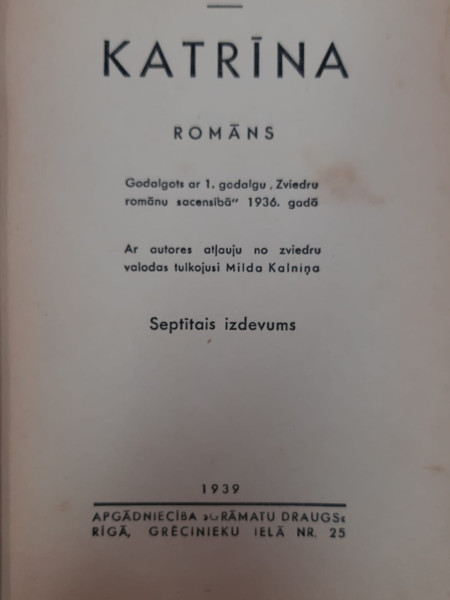 KATRĪNA
ROMĀNS
Godalgots ar 1. godalgu „Zviedru
romānu sacensībā“ 1936. gadā
Ar autores atļauju no zviedru
valodas tulkojusi Milda Kalniņa
Septītais izdevums
1939
APGĀDNIECĪBA »GRĀMATU DRAUGS«
RĪGĀ, GRĒCINIEKU IELĀ NR. 25